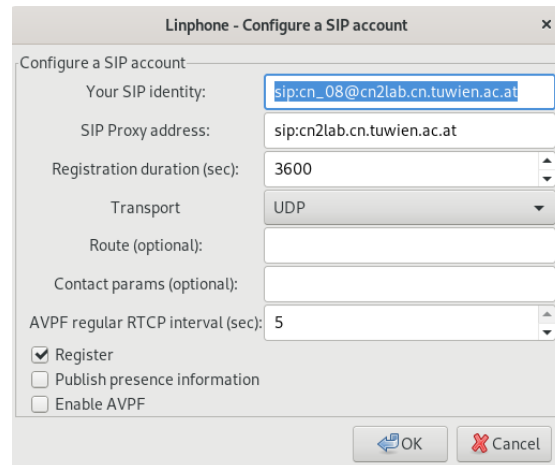 Linphone - Configure a SIP account ×
Configure a SIP account
Your SIP identity: sip:cn_08@cn2lab.cn.tuwien.ac.at
SIP Proxy address: sip:cn2lab.cn.tuwien.ac.at
Registration duration (sec): 3600
Transport UDP
Route (optional):
Contact params (optional):
AVPF regular RTCP interval (sec): 5
Register
Publish presence information
Enable AVPF
OK Cancel